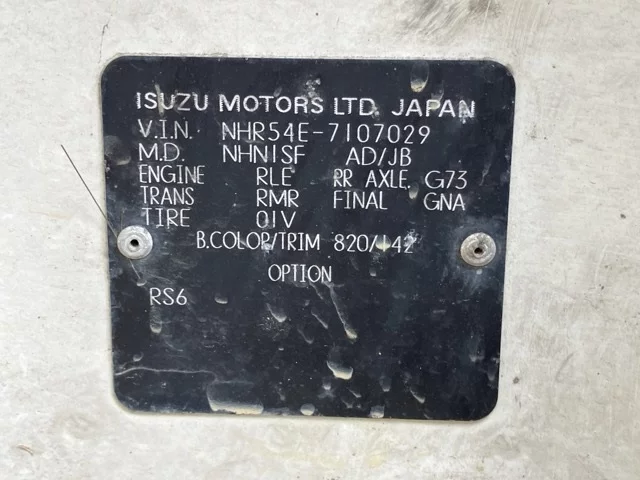 ISUZU MOTORS LTD. JAPAN
V.I.N. NHR54E-7107029
M.D. NHN1SF AD/JB
ENGINE RLE RR AXLE G73
TRANS RMR FINAL GNA
TIRE 01V
B.COLOR/TRIM 820/142
OPTION
RS6